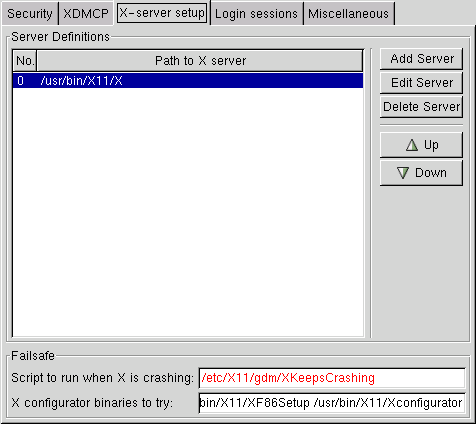 Security XDMCP X-server setup Login sessions Miscellaneous
Server Definitions
No. Path to X server
0 /usr/bin/X11/X
Add Server
Edit Server
Delete Server
Up
Down
Failsafe
Script to run when X is crashing: /etc/X11/gdm/XKeepsCrashing
X configurator binaries to try: bin/X11/XF86Setup /usr/bin/X11/Xconfigurator